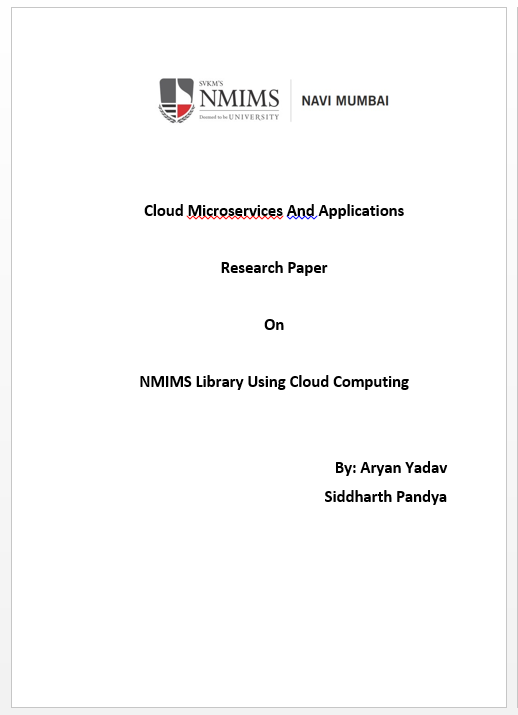 SVKM'S
NMIMS
Deemed to be UNIVERSITY
NAVI MUMBAI
Cloud Microservices And Applications
Research Paper
On
NMIMS Library Using Cloud Computing
By: Aryan Yadav
Siddharth Pandya